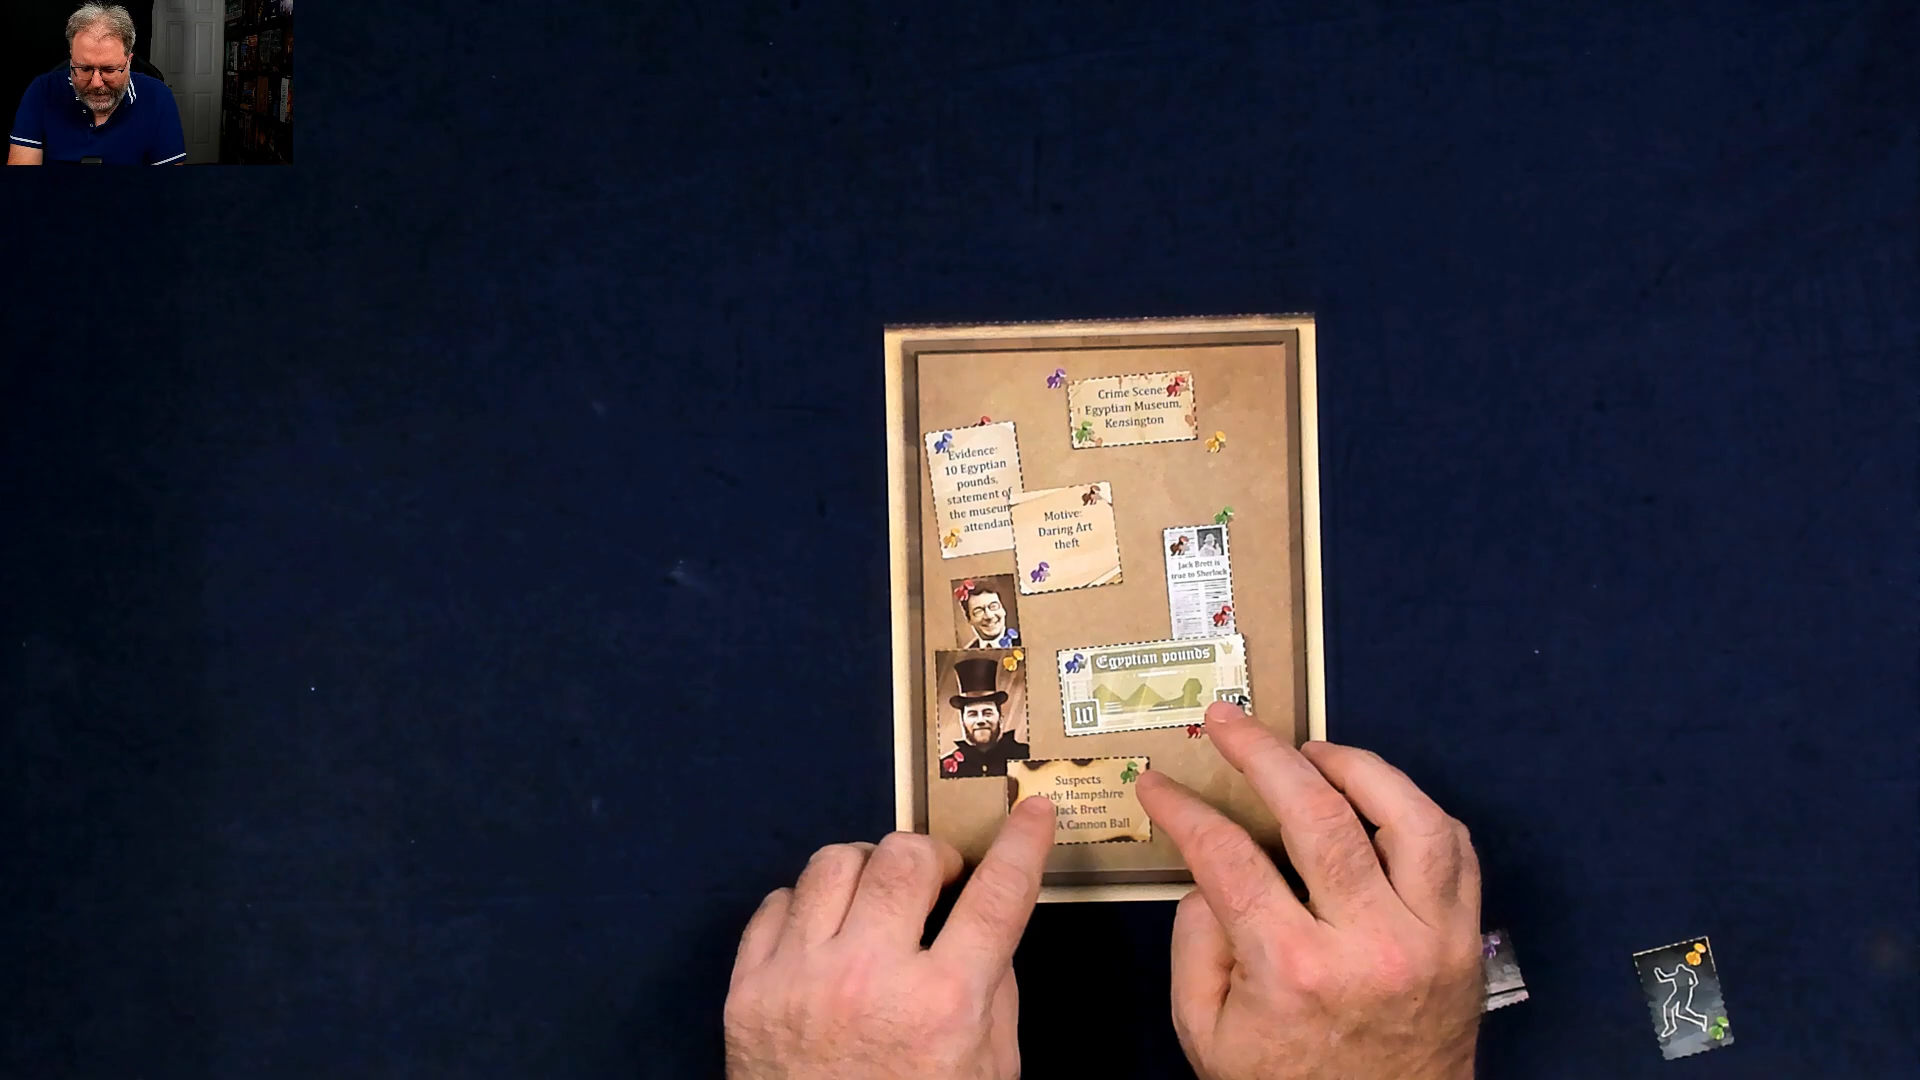 Crime Scene:
Egyptian Museum,
Kensington
Evidence:
10 Egyptian
pounds,
statement of
the museum
attendan
Motive:
Daring Art
theft
Jack Brett is
true to Sherlock
Egyptian pounds
10
10
Suspects:
Lady Hampshire
Jack Brett
A Cannon Ball